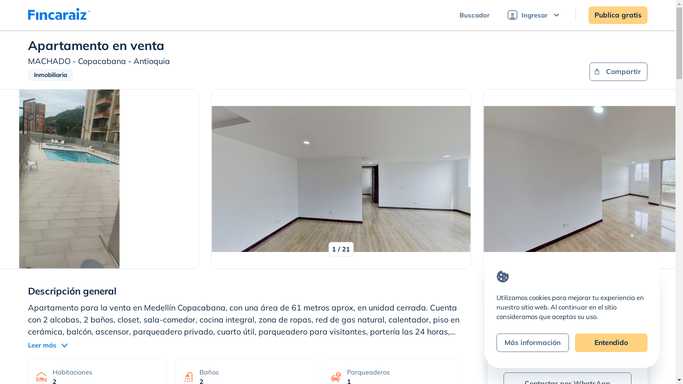 Fincaraiz
Buscador
Ingresar
Publica gratis
Apartamento en venta
MACHADO - Copacabana - Antioquia
Inmobiliaria
Compartir
1 / 21
Descripción general
Apartamento para la venta en Medellín Copacabana, con una área de 61 metros aprox, en unidad cerrada. Cuenta
con 2 alcobas, 2 baños, closet, sala-comedor, cocina integral, zona de ropas, red de gas natural, calentador, piso en
cerámica, balcón, ascensor, parqueadero privado, cuarto útil, parqueadero para visitantes, portería las 24 horas,...
Leer más
Habitaciones
2
Baños
2
Parqueaderos
1
Utilizamos cookies para mejorar tu experiencia en
nuestro sitio web. Al continuar en el sitio
consideramos que aceptas su uso.
Más información
Entendido
Contactar por WhatsApp